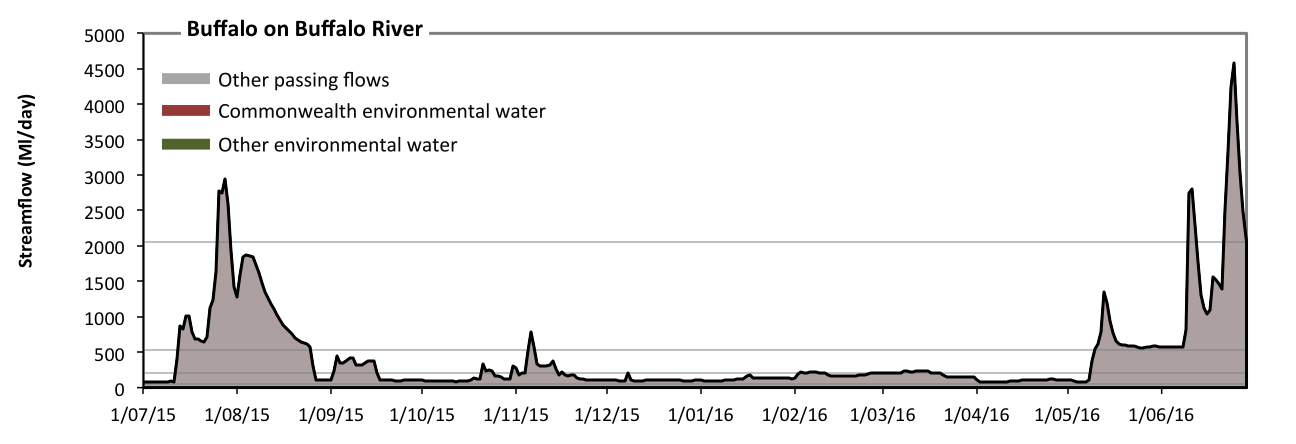 Buffalo on Buffalo River
5000
4500
4000
3500
3000
2500
2000
1500
1000
500
0
Streamflow (Ml/day)
Other passing flows
Commonwealth environmental water
Other environmental water
1/07/15 1/08/15 1/09/15 1/10/15 1/11/15 1/12/15 1/01/16 1/02/16 1/03/16 1/04/16 1/05/16 1/06/16